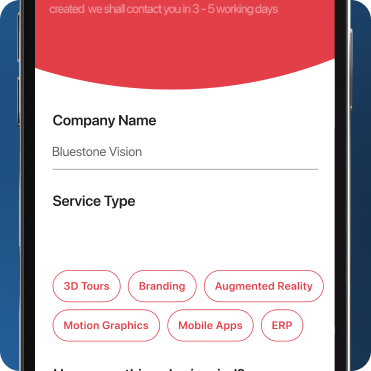 created we shall contact you in 3 - 5 working days
Company Name
Bluestone Vision
Service Type
3D Tours
Branding
Augmented Reality
Motion Graphics
Mobile Apps
ERP